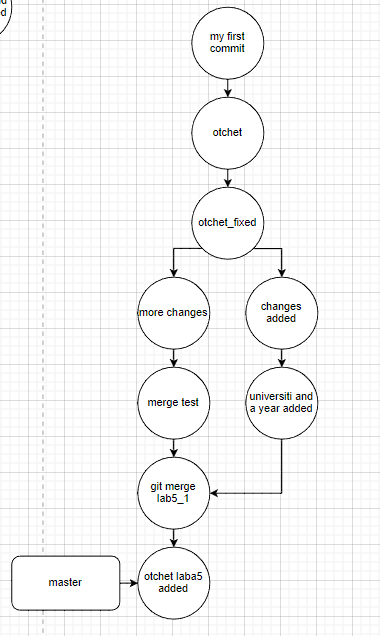 my first
commit
otchet
otchet_fixed
more changes
changes
added
merge test
universiti and
a year added
git merge
lab5_1
master
otchet laba5
added